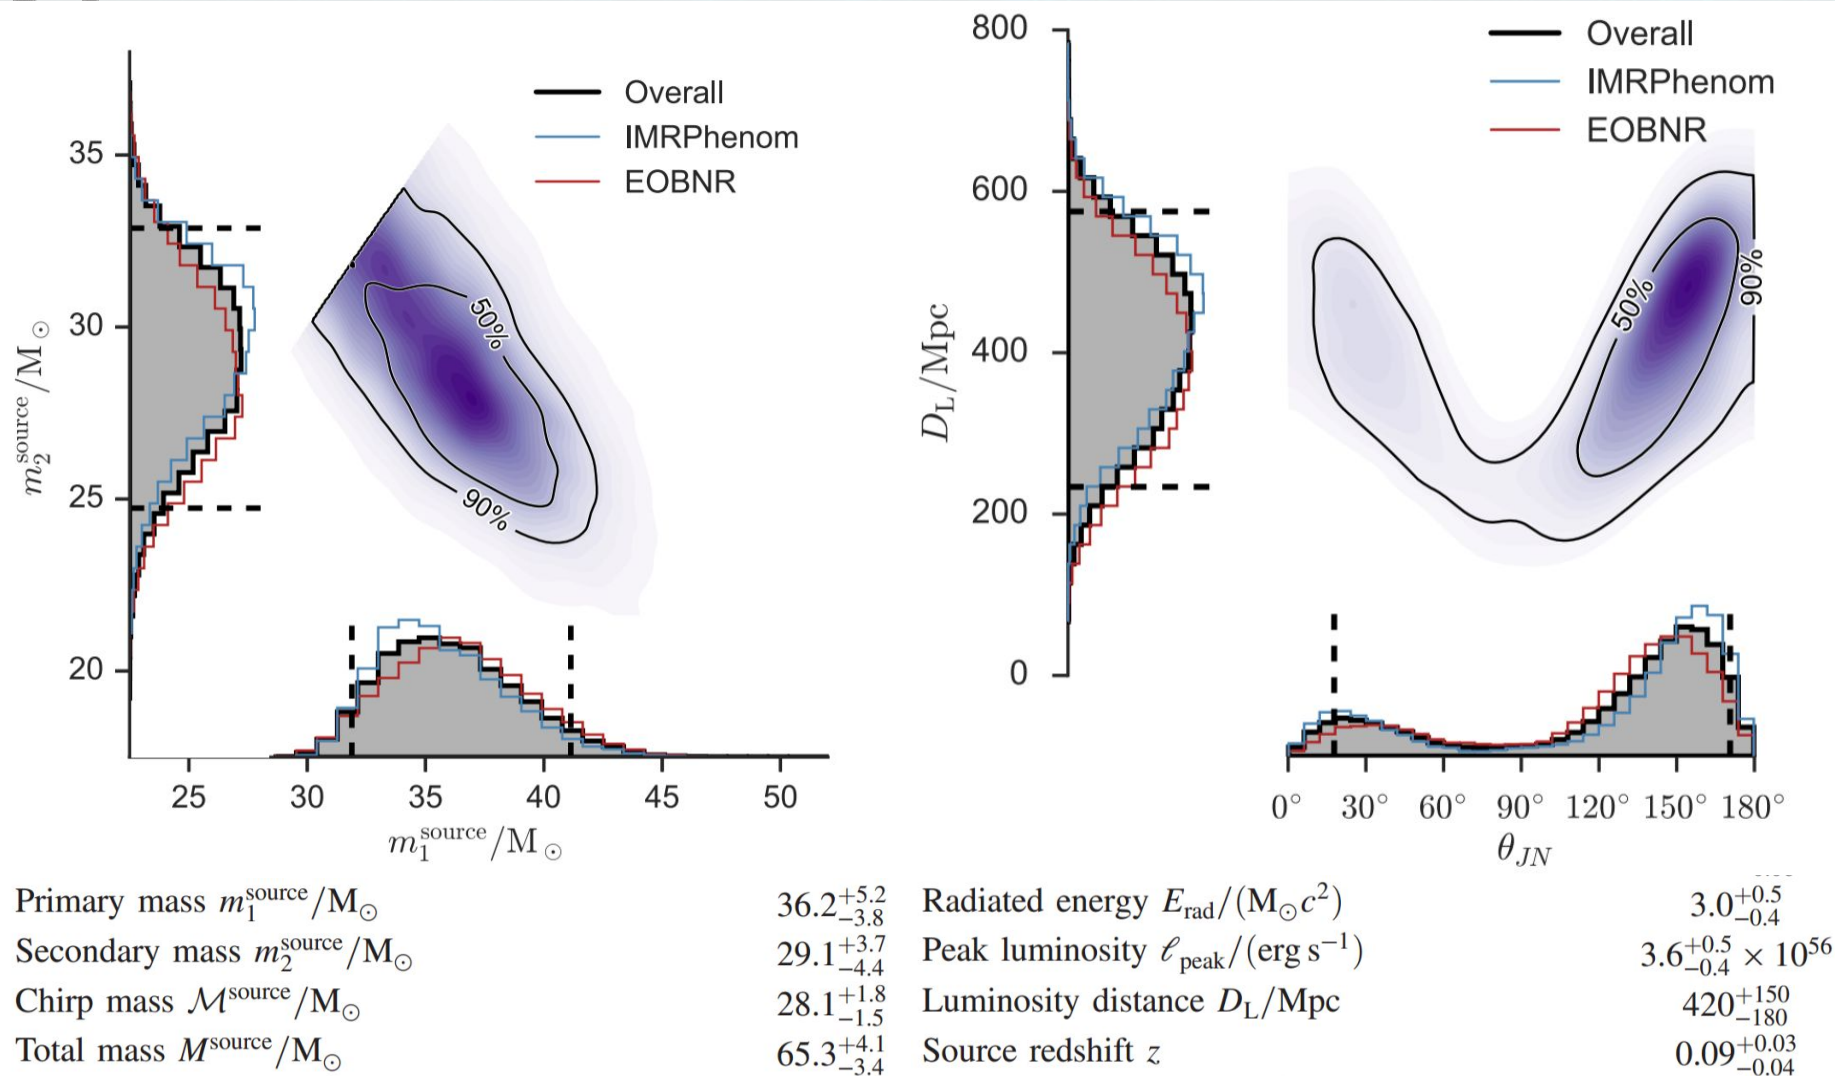 Overall
IMRPhenom
EOBNR
35
30
25
20
m₂^source/M⊙
50%
90%
25 30 35 40 45 50
m₁^source/M⊙
Overall
IMRPhenom
EOBNR
800
600
400
200
0
D_L/Mpc
50%
90%
0° 30° 60° 90° 120° 150° 180°
θ_JN
Primary mass m₁^source/M⊙ 36.2^{+5.2}_{−3.8}
Secondary mass m₂^source/M⊙ 29.1^{+3.7}_{−4.4}
Chirp mass ℳ^source/M⊙ 28.1^{+1.8}_{−1.5}
Total mass M^source/M⊙ 65.3^{+4.1}_{−3.4}
Radiated energy E_rad/(M⊙c²) 3.0^{+0.5}_{−0.4}
Peak luminosity ℓ_peak/(erg s⁻¹) 3.6^{+0.5}_{−0.4} × 10⁵⁶
Luminosity distance D_L/Mpc 420^{+150}_{−180}
Source redshift z 0.09^{+0.03}_{−0.04}